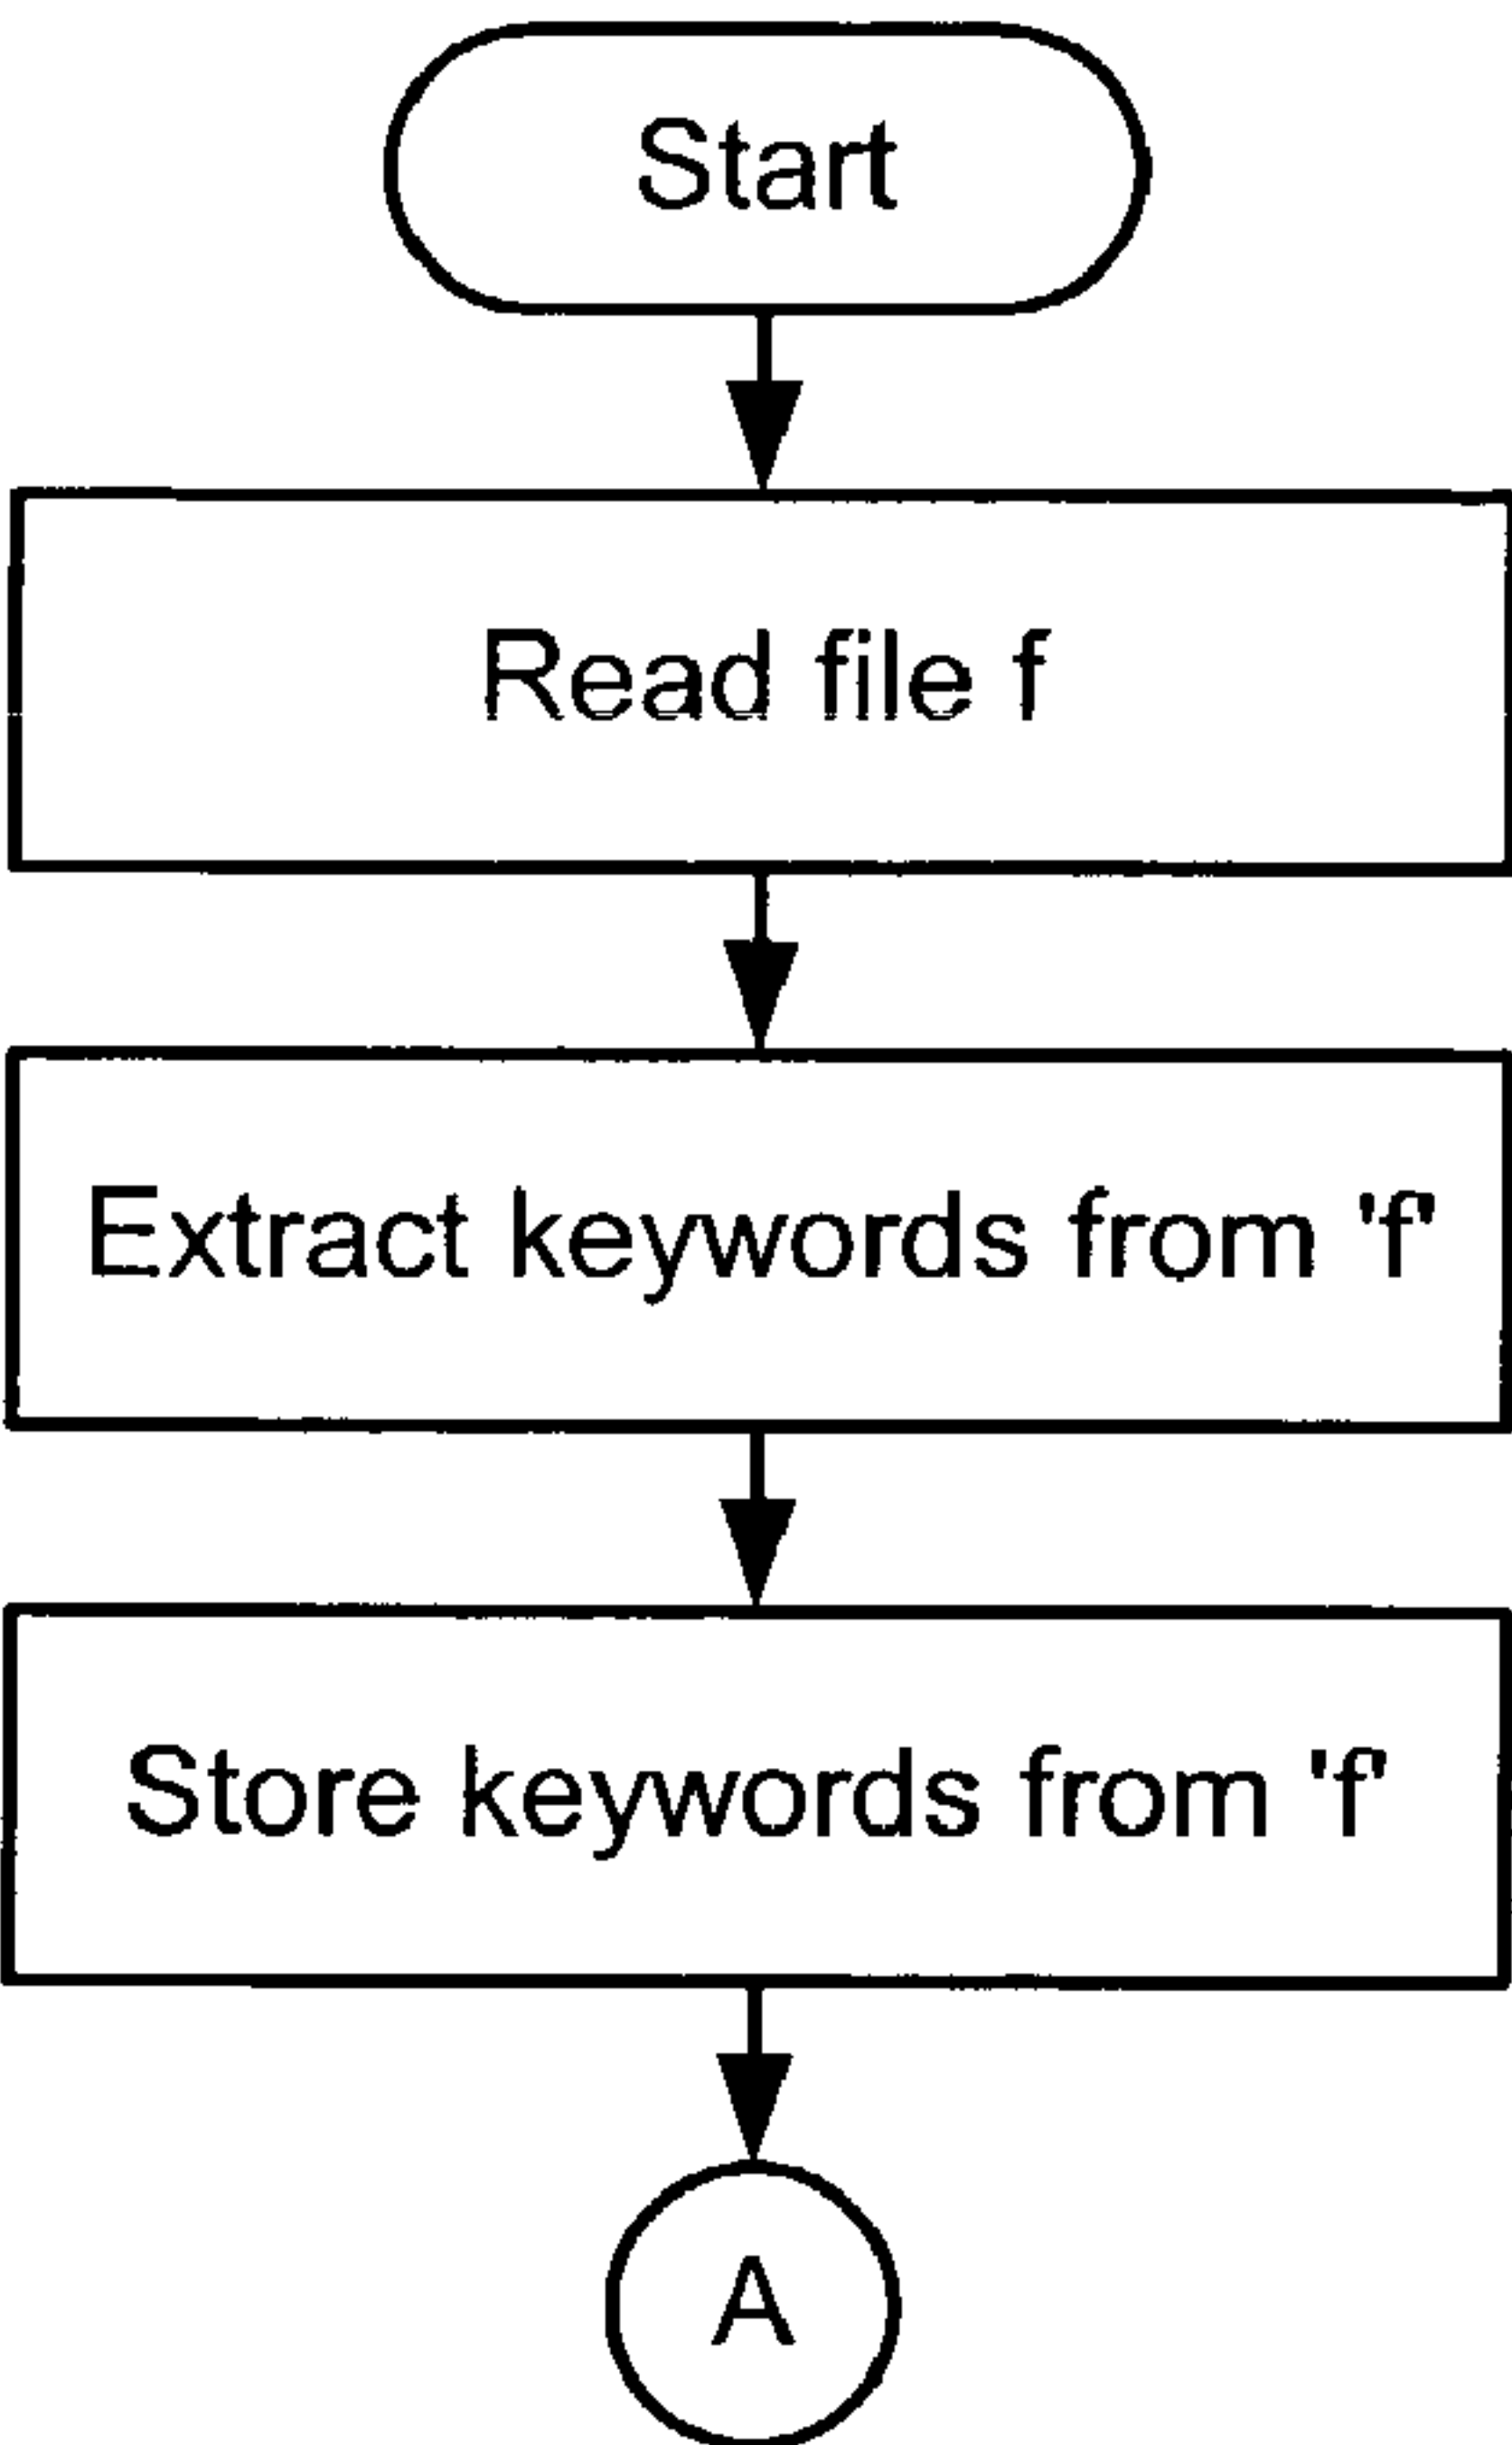 Start
Read file f
Extract keywords from 'f'
Store keywords from 'f'
A